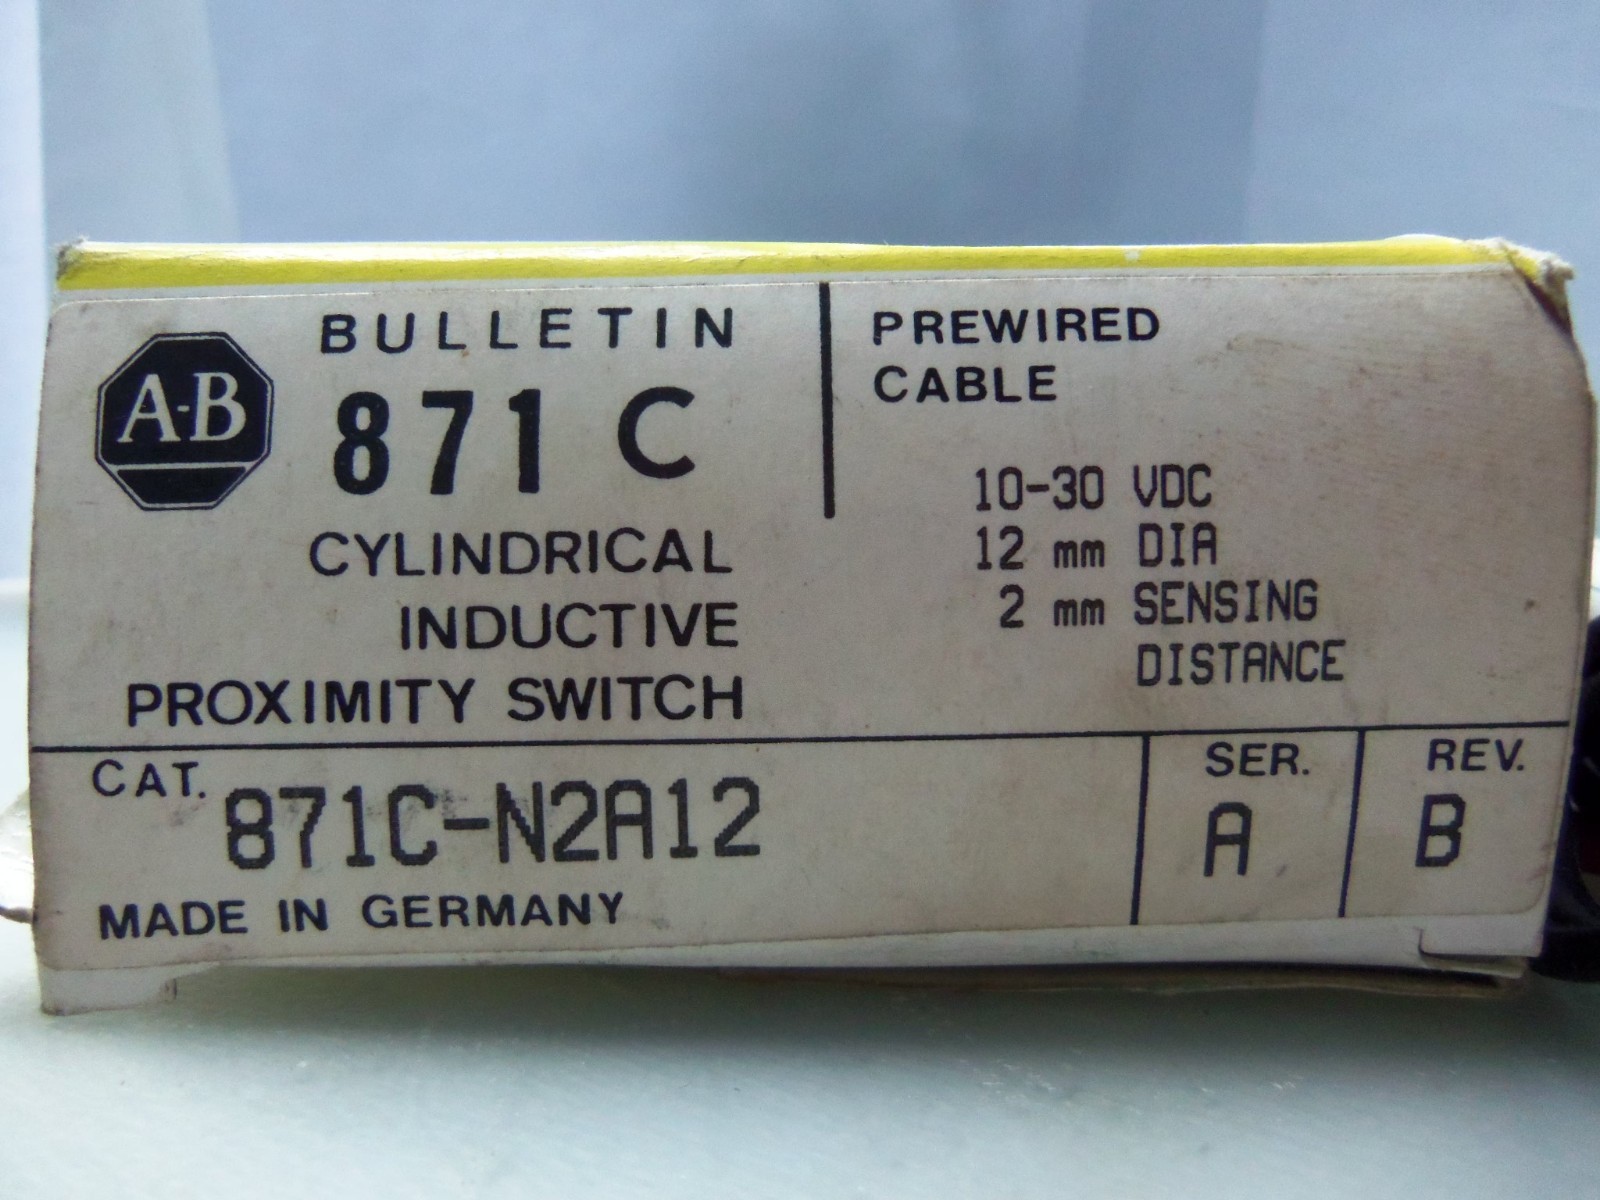 A-B
BULLETIN
871 C
CYLINDRICAL
INDUCTIVE
PROXIMITY SWITCH
PREWIRED
CABLE
10-30 VDC
12 mm DIA
2 mm SENSING
DISTANCE
CAT. 871C-N2A12
MADE IN GERMANY
SER.
A
REV.
B